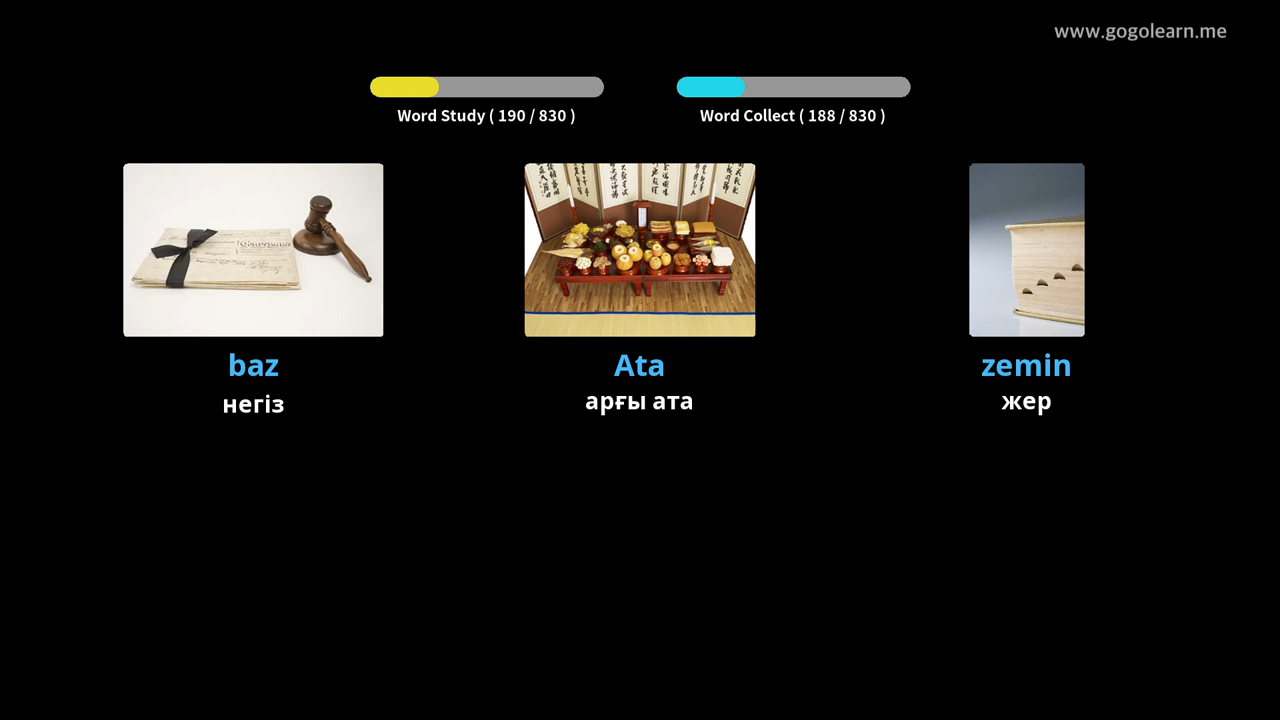 www.gogolearn.me
Word Study ( 190 / 830 )
Word Collect ( 188 / 830 )
baz
Ata
zemin
негіз
арғы ата
жер